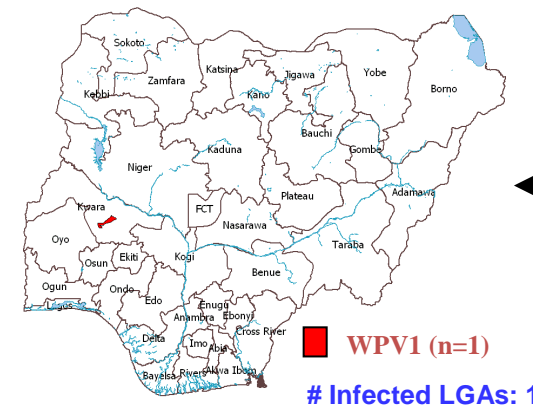 Sokoto
Katsina
Jigawa
Yobe
Zamfara
Borno
Kebbi
Kano
Bauchi
Gombe
Kaduna
Niger
Plateau
Adamawa
Kwara
FCT
Nasarawa
Taraba
Oyo
Kogi
Osun
Ekiti
Benue
Ogun
Ondo
Edo
Enugu
Lagos
Anambra
Ebony
Cross River
Delta
Imo
Abia
Bayelsa
Rivers
Akwa Ibom
WPV1 (n=1)
# Infected LGAs: 1